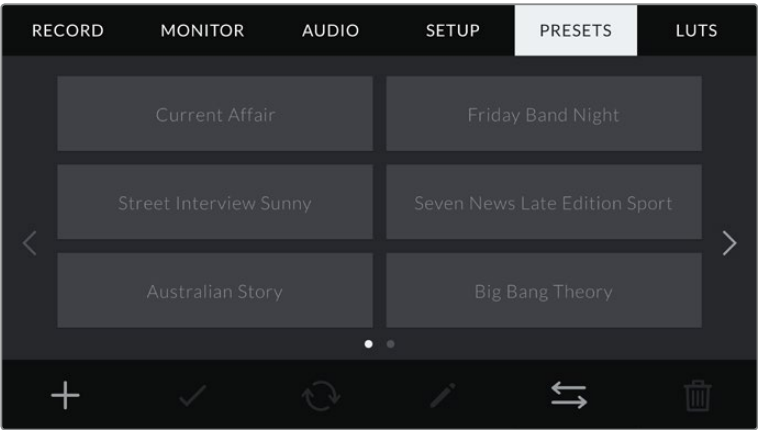 RECORD MONITOR AUDIO SETUP PRESETS LUTS
Current Affair Friday Band Night
Street Interview Sunny Seven News Late Edition Sport
Australian Story Big Bang Theory